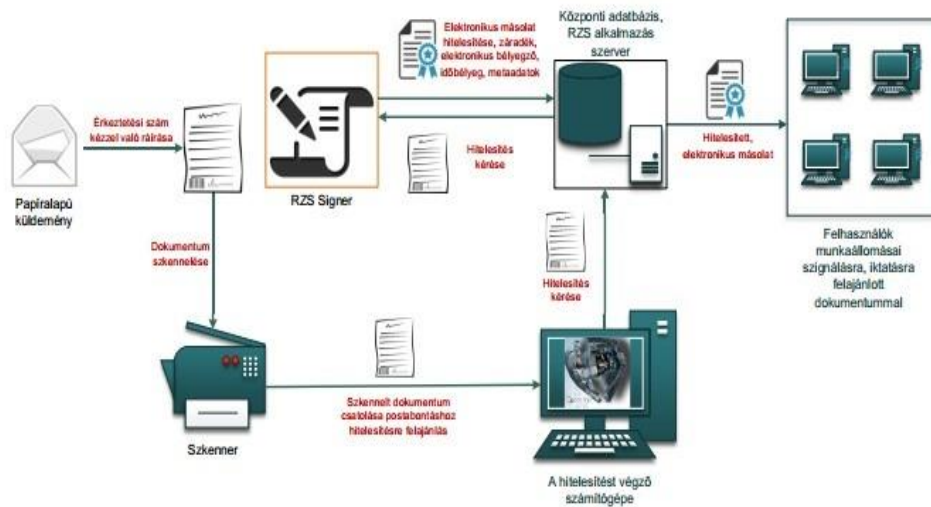 Elektronikus másolat
hitelesítése, záradék,
elektronikus bélyegző,
időbélyeg, metaadatok
Központi adatbázis,
RZS alkalmazás
szerver
Érkeztetési szám
kézzel való ráírása
Papíralapú
küldemény
RZS Signer
Hitelesítés
kérése
Hitelesített,
elektronikus másolat
Dokumentum
szkennelése
Hitelesítés
kérése
Felhasználók
munkaállomásai
szignálásra, iktatásra
felajánlott
dokumentummal
Szkenner
Szkennelt dokumentum
csatolása postabontáshoz
hitelesítésre felajánlás
A hitelesítést végző
számítógépe